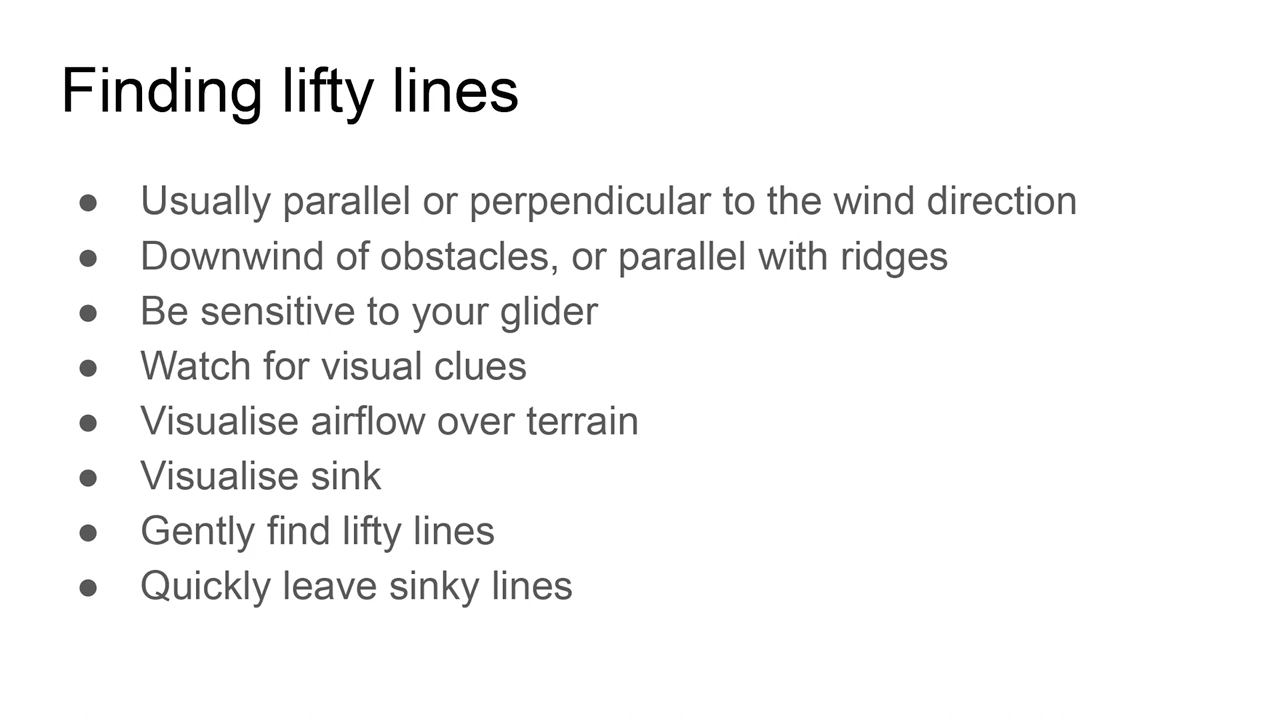 Finding lifty lines
● Usually parallel or perpendicular to the wind direction
● Downwind of obstacles, or parallel with ridges
● Be sensitive to your glider
● Watch for visual clues
● Visualise airflow over terrain
● Visualise sink
● Gently find lifty lines
● Quickly leave sinky lines